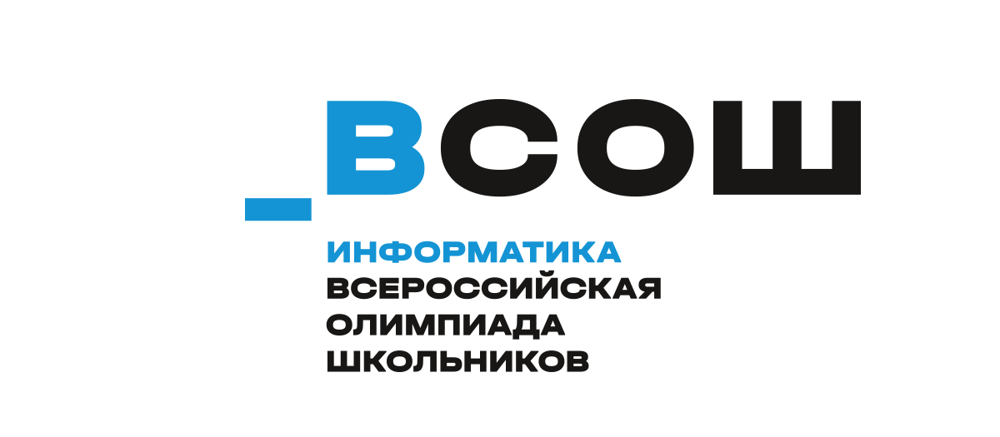 _ВСОШ
ИНФОРМАТИКА
ВСЕРОССИЙСКАЯ
ОЛИМПИАДА
ШКОЛЬНИКОВ